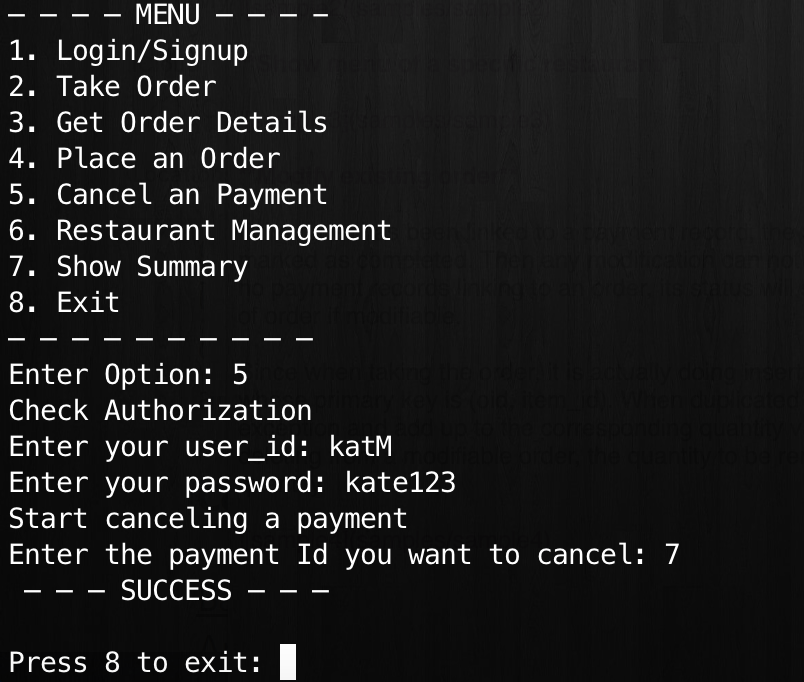 — — — — MENU — — — —
1. Login/Signup
2. Take Order
3. Get Order Details
4. Place an Order
5. Cancel an Payment
6. Restaurant Management
7. Show Summary
8. Exit
— — — — — — — — — —
Enter Option: 5
Check Authorization
Enter your user_id: katM
Enter your password: kate123
Start canceling a payment
Enter the payment Id you want to cancel: 7
— — — SUCCESS — — —
Press 8 to exit: